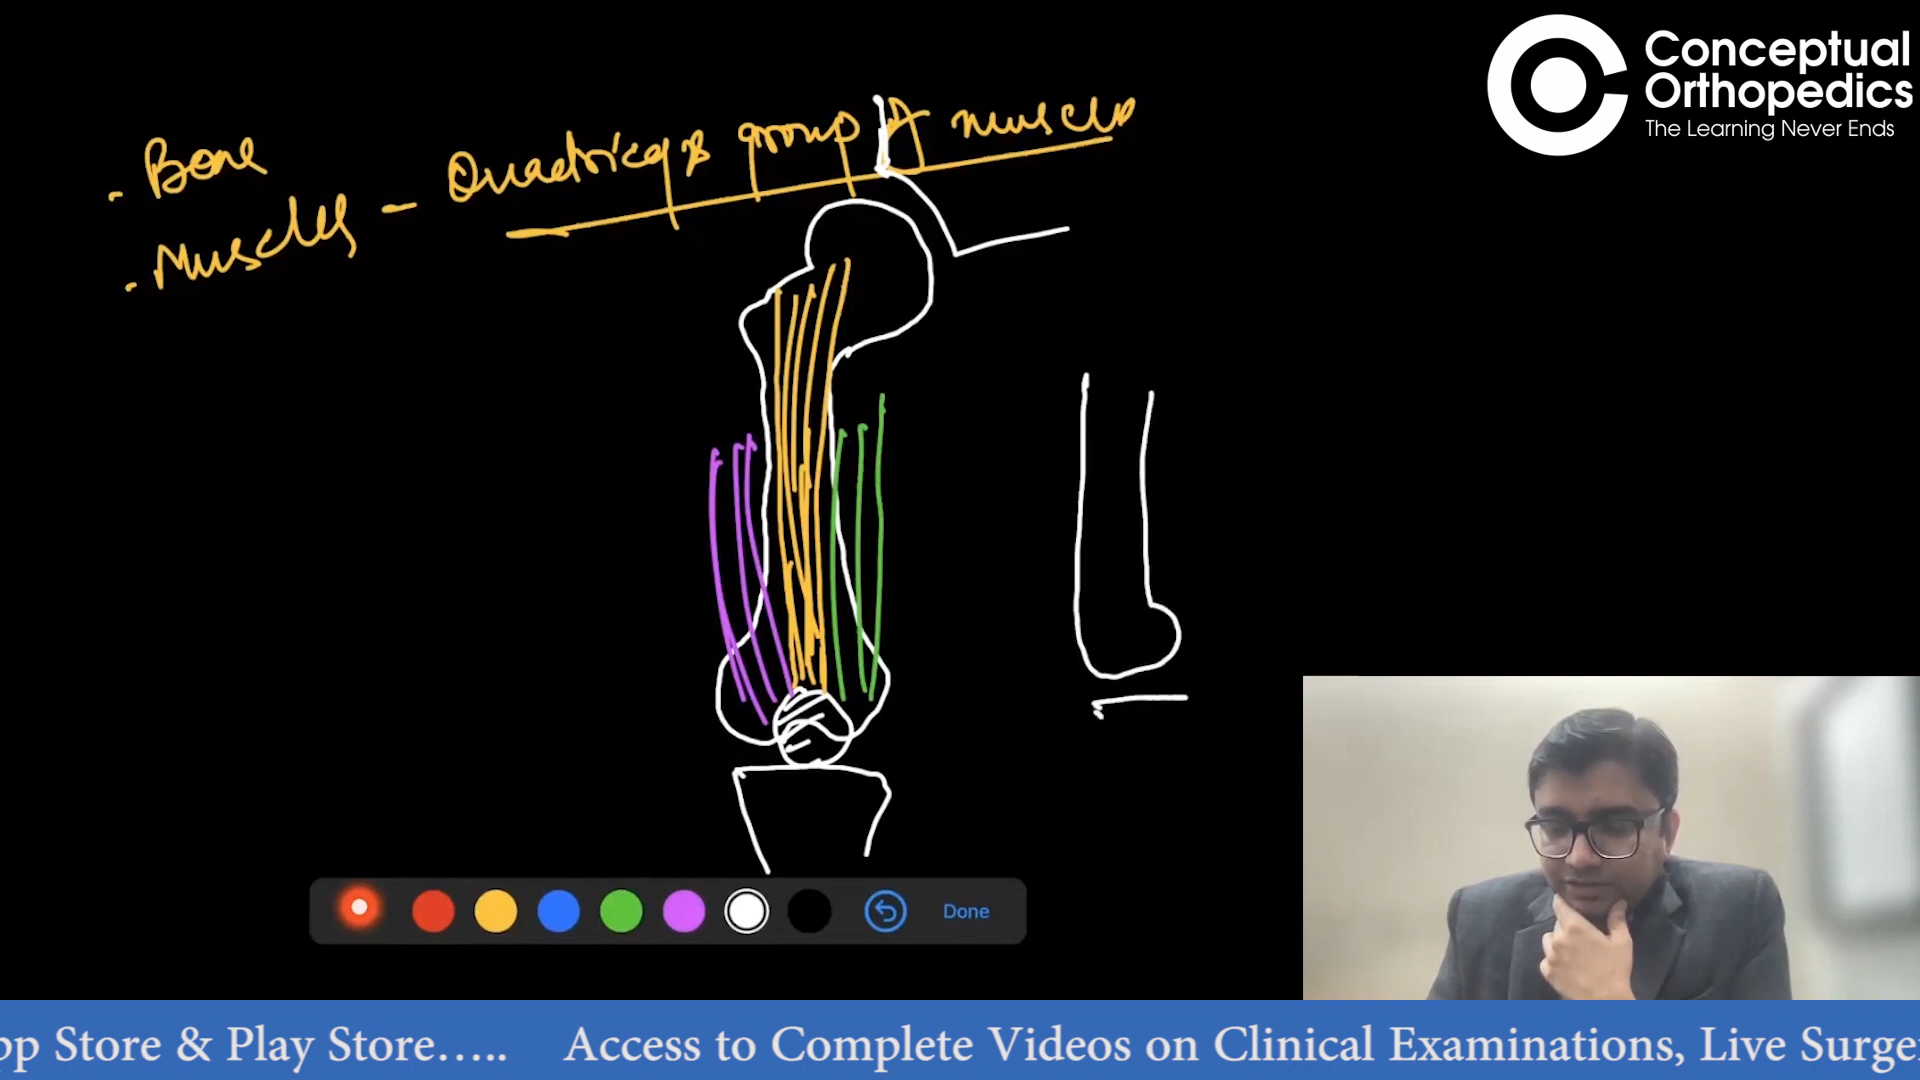 Conceptual
Orthopedics
The Learning Never Ends
. Bone
. Muscles - Quadriceps group of muscles
Done
pp Store & Play Store….. Access to Complete Videos on Clinical Examinations, Live Surge